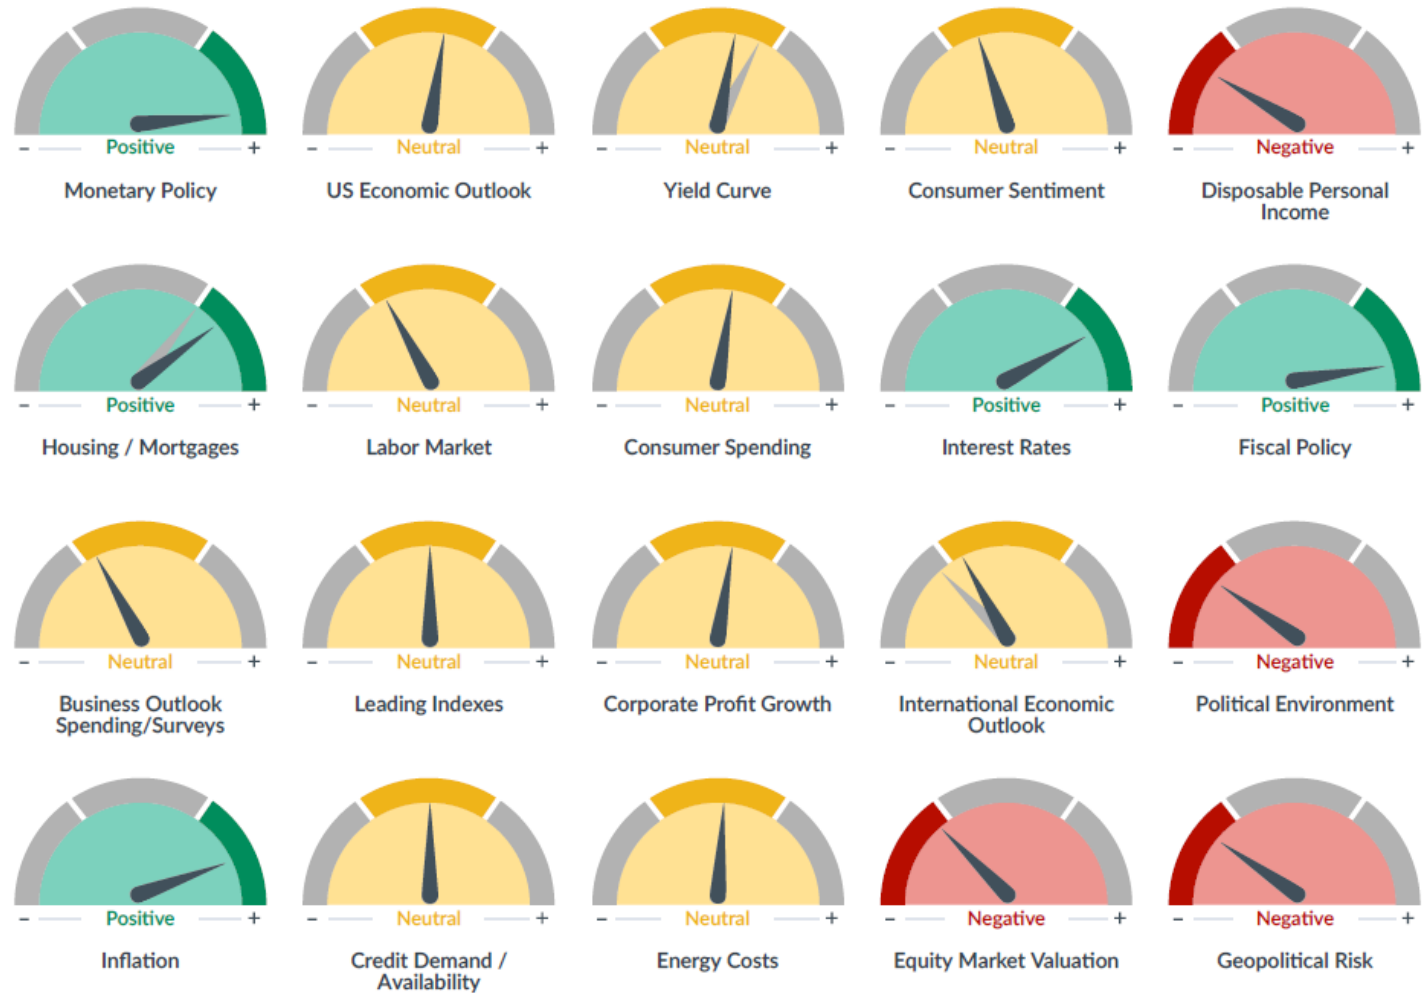 - Positive +
- Neutral +
- Neutral +
- Neutral +
- Negative +
Monetary Policy
US Economic Outlook
Yield Curve
Consumer Sentiment
Disposable Personal
Income
- Positive +
- Neutral +
- Neutral +
- Positive +
- Positive +
Housing / Mortgages
Labor Market
Consumer Spending
Interest Rates
Fiscal Policy
- Neutral +
- Neutral +
- Neutral +
- Neutral +
- Negative +
Business Outlook
Spending/Surveys
Leading Indexes
Corporate Profit Growth
International Economic
Outlook
Political Environment
- Positive +
- Neutral +
- Neutral +
- Negative +
- Negative +
Inflation
Credit Demand /
Availability
Energy Costs
Equity Market Valuation
Geopolitical Risk